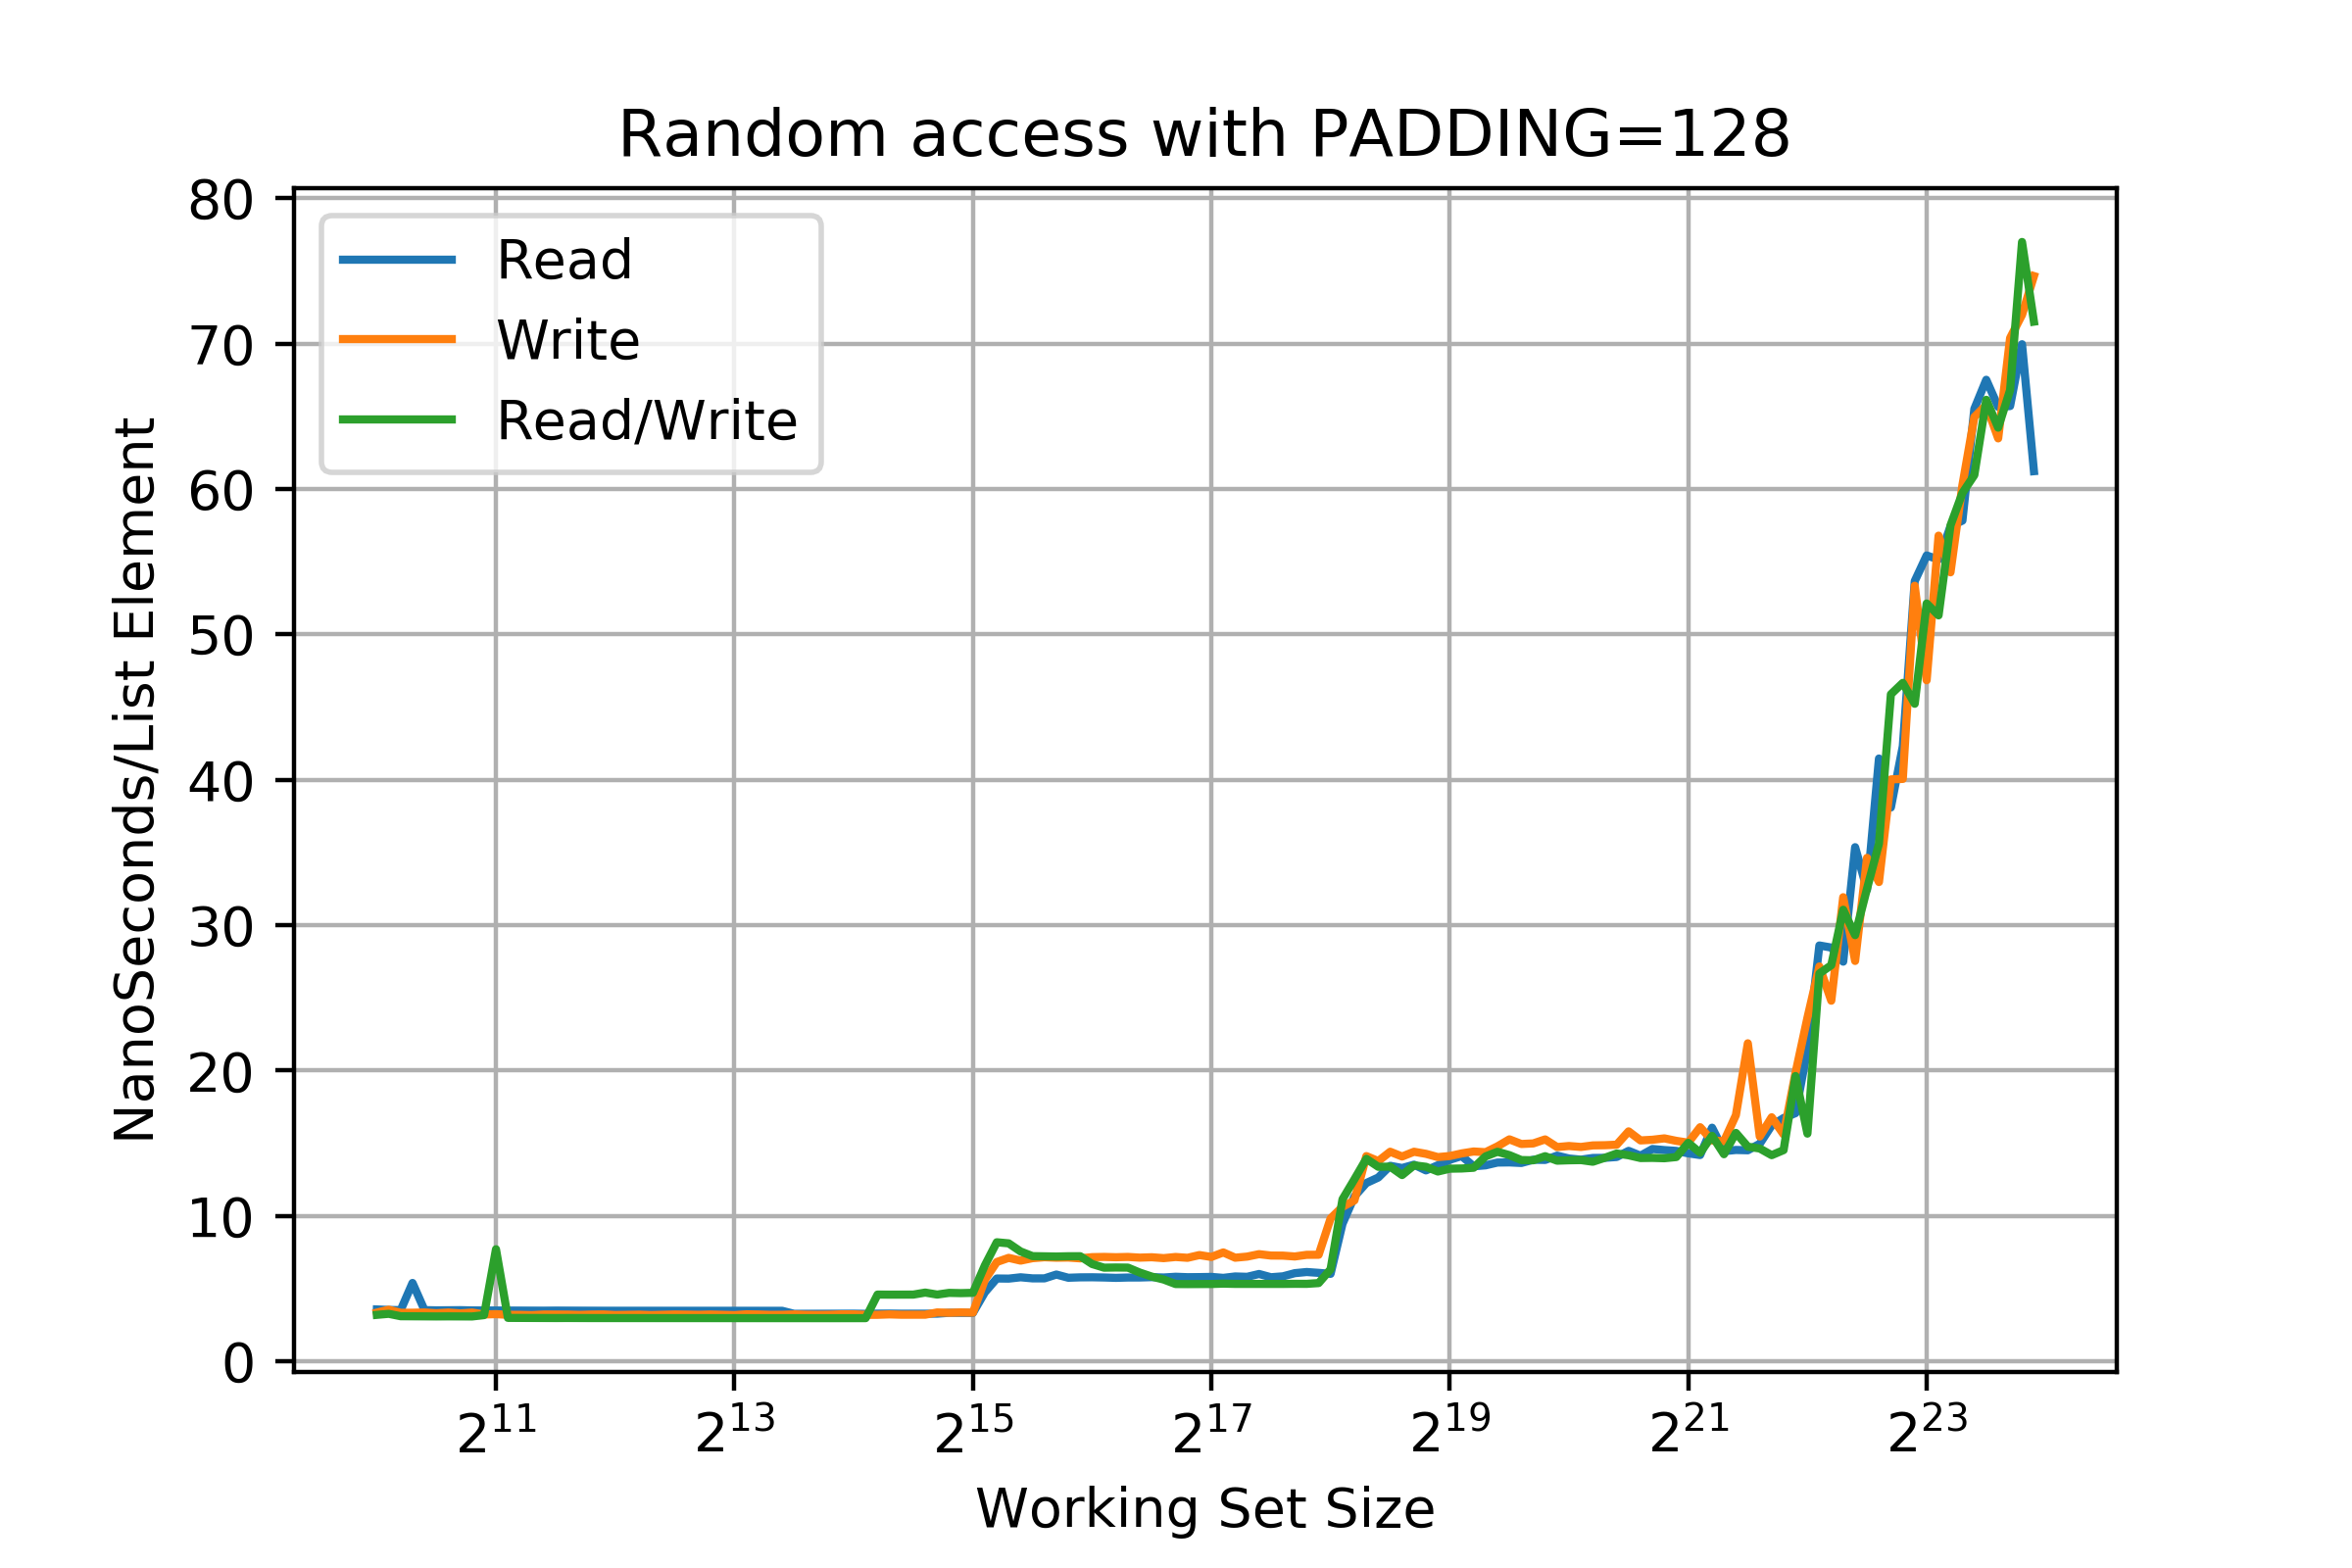 Random access with PADDING=128
80
70
60
50
40
30
20
10
0
NanoSeconds/List Element
Read
Write
Read/Write
2^11 2^13 2^15 2^17 2^19 2^21 2^23
Working Set Size